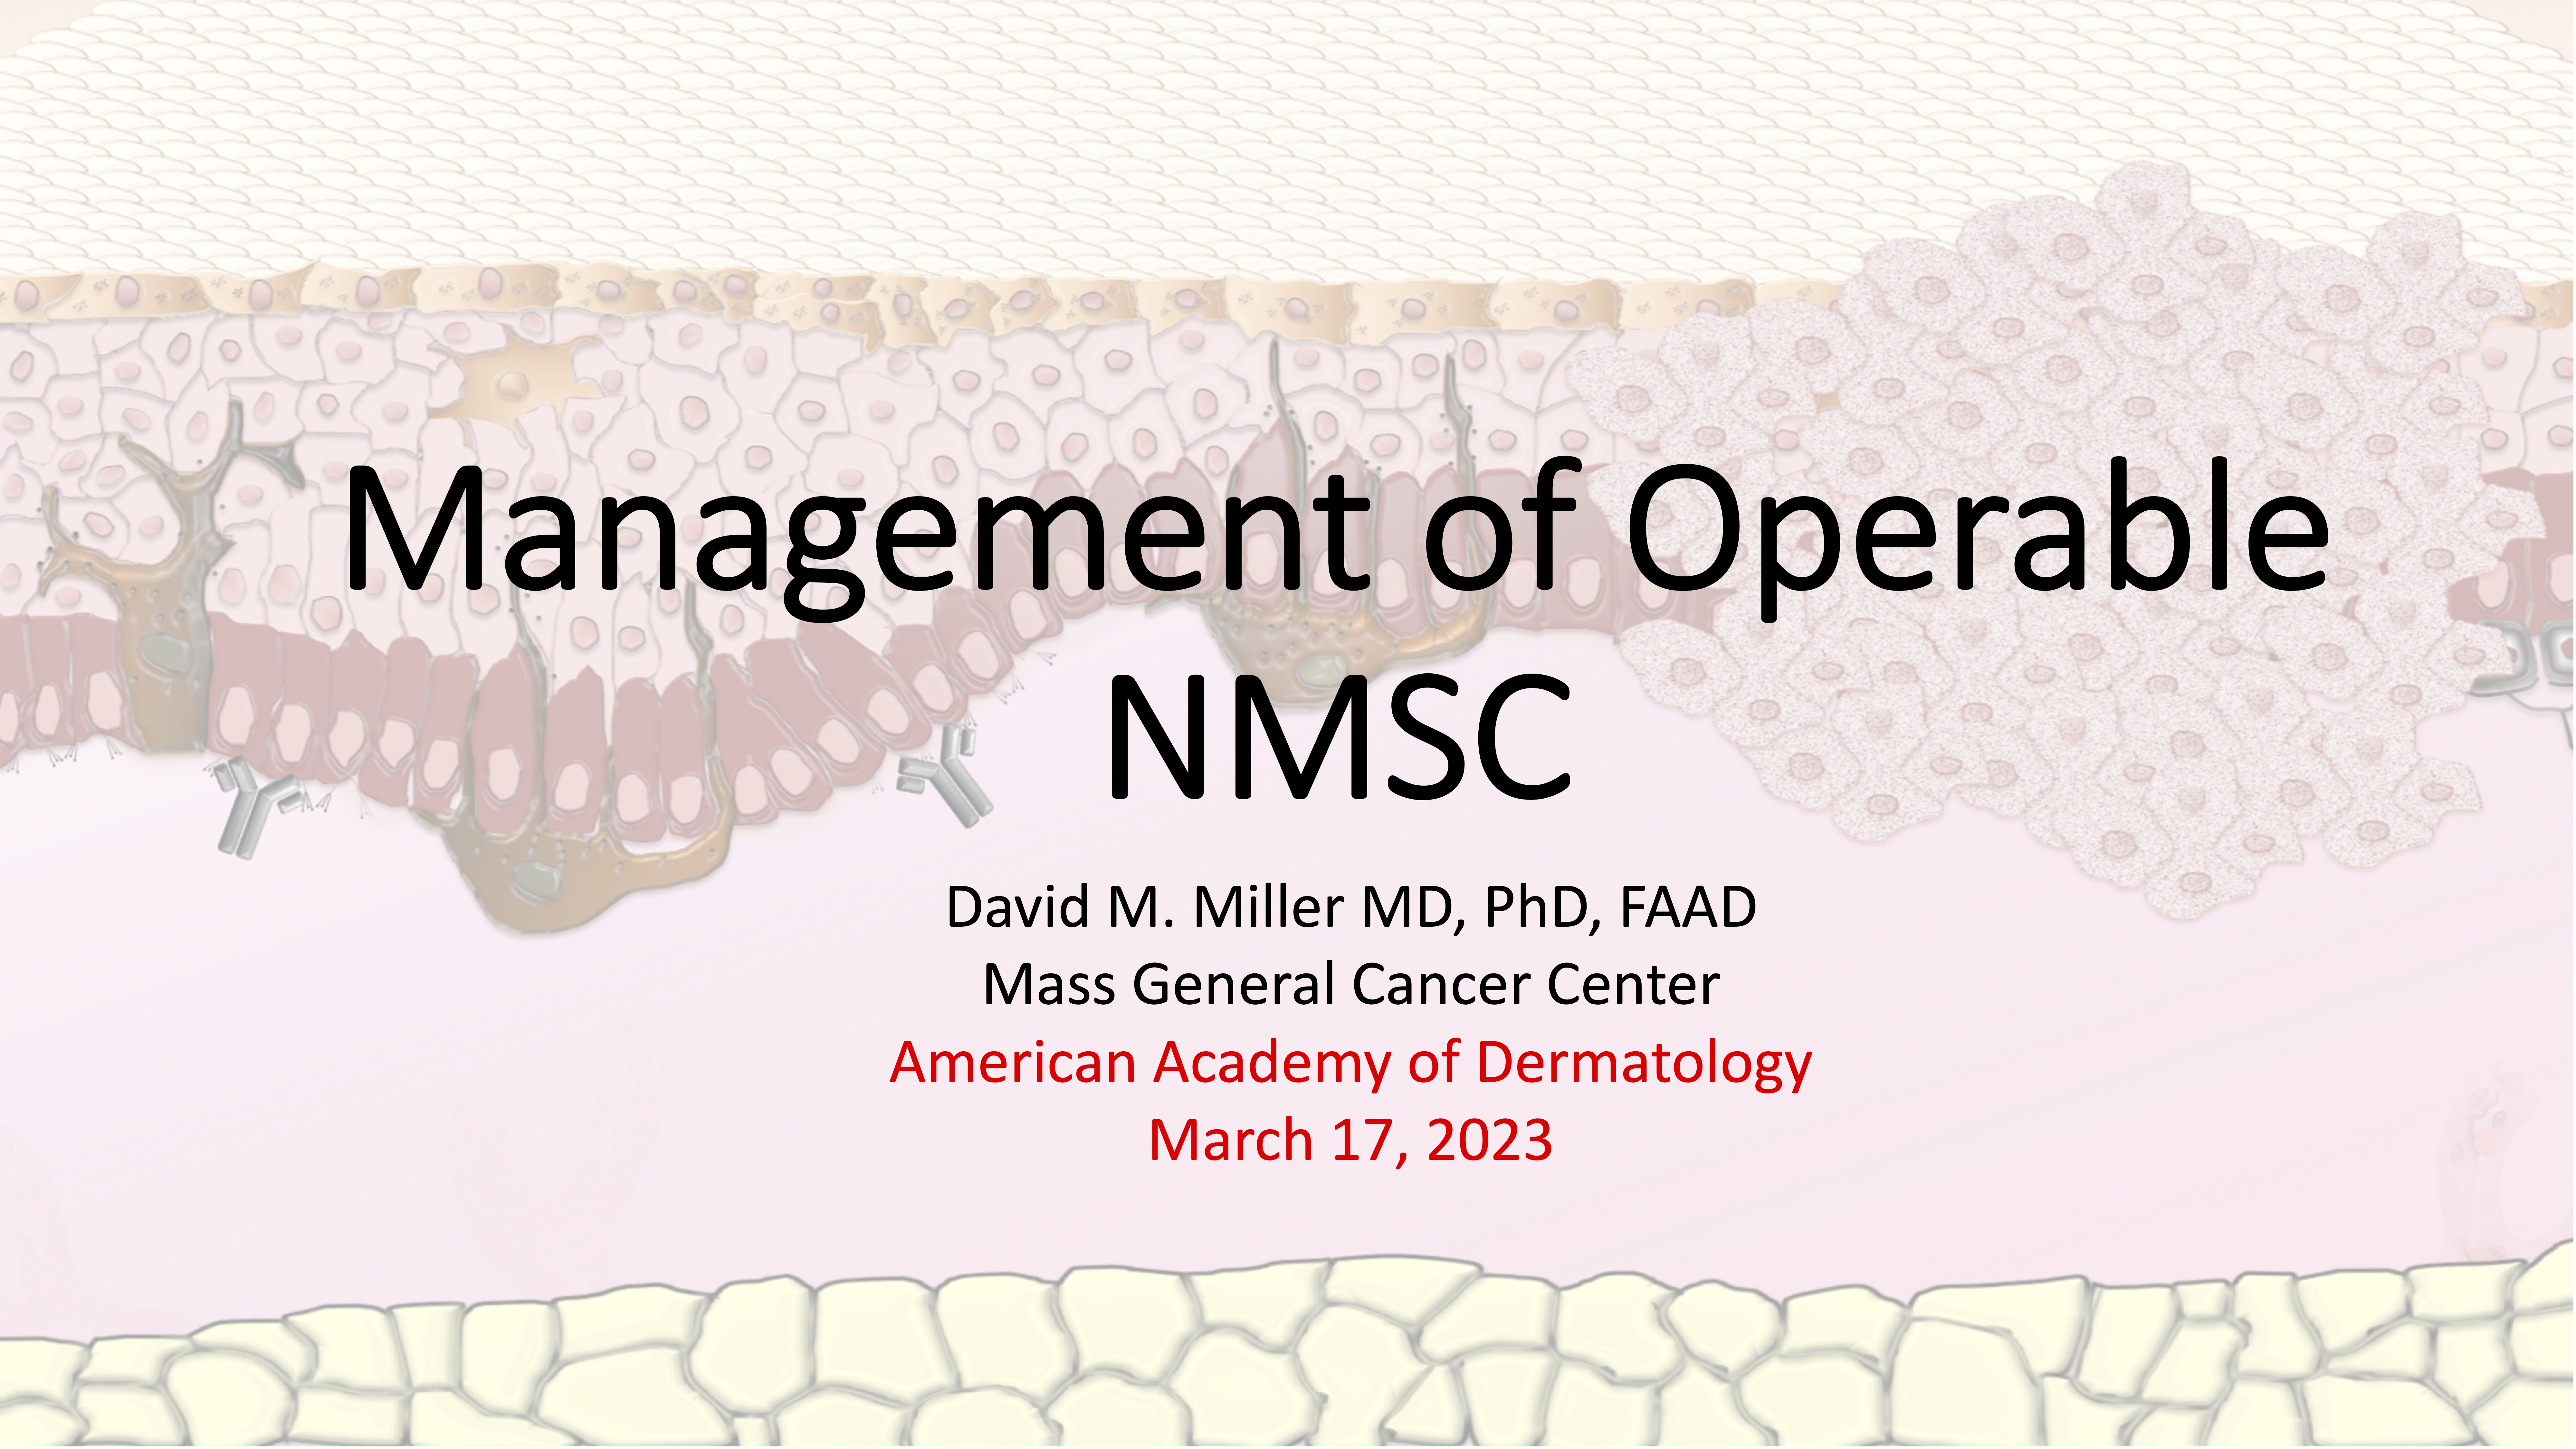 Management of Operable
NMSC
David M. Miller MD, PhD, FAAD
Mass General Cancer Center
American Academy of Dermatology
March 17, 2023